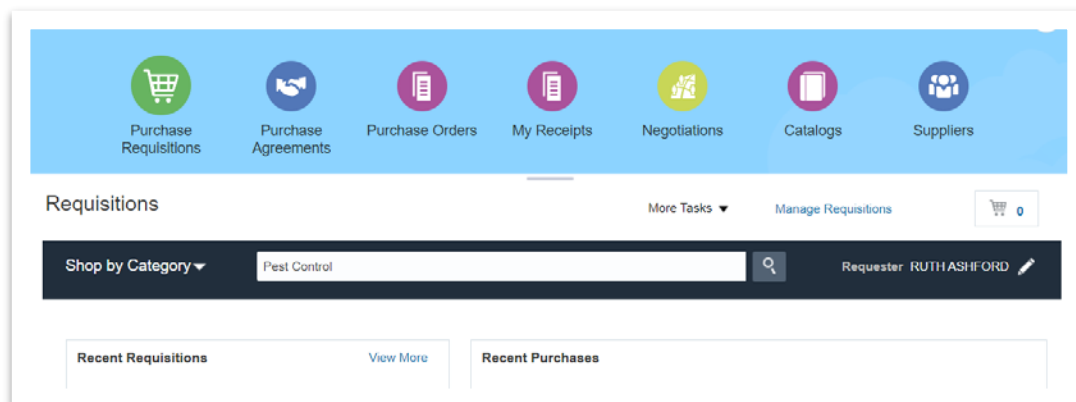 Purchase Requisitions
Purchase Agreements
Purchase Orders
My Receipts
Negotiations
Catalogs
Suppliers
Requisitions
More Tasks
Manage Requisitions
0
Shop by Category
Pest Control
Requester RUTH ASHFORD
Recent Requisitions
View More
Recent Purchases